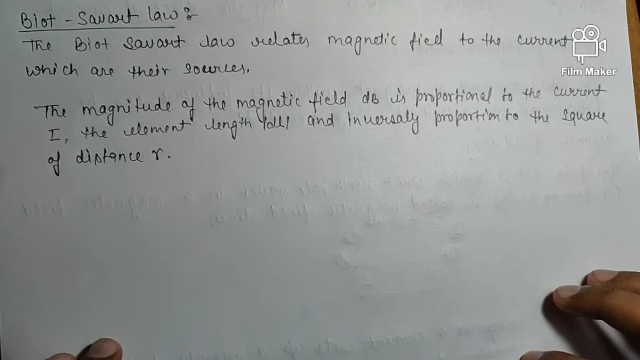 Biot - Savart law :
The Biot Savart law relates magnetic field to the current
which are their sources.
The magnitude of the magnetic field dB is proportional to the current
I, the element length |dl| and Inversaly proportion to the square
of distance r.
Film Maker